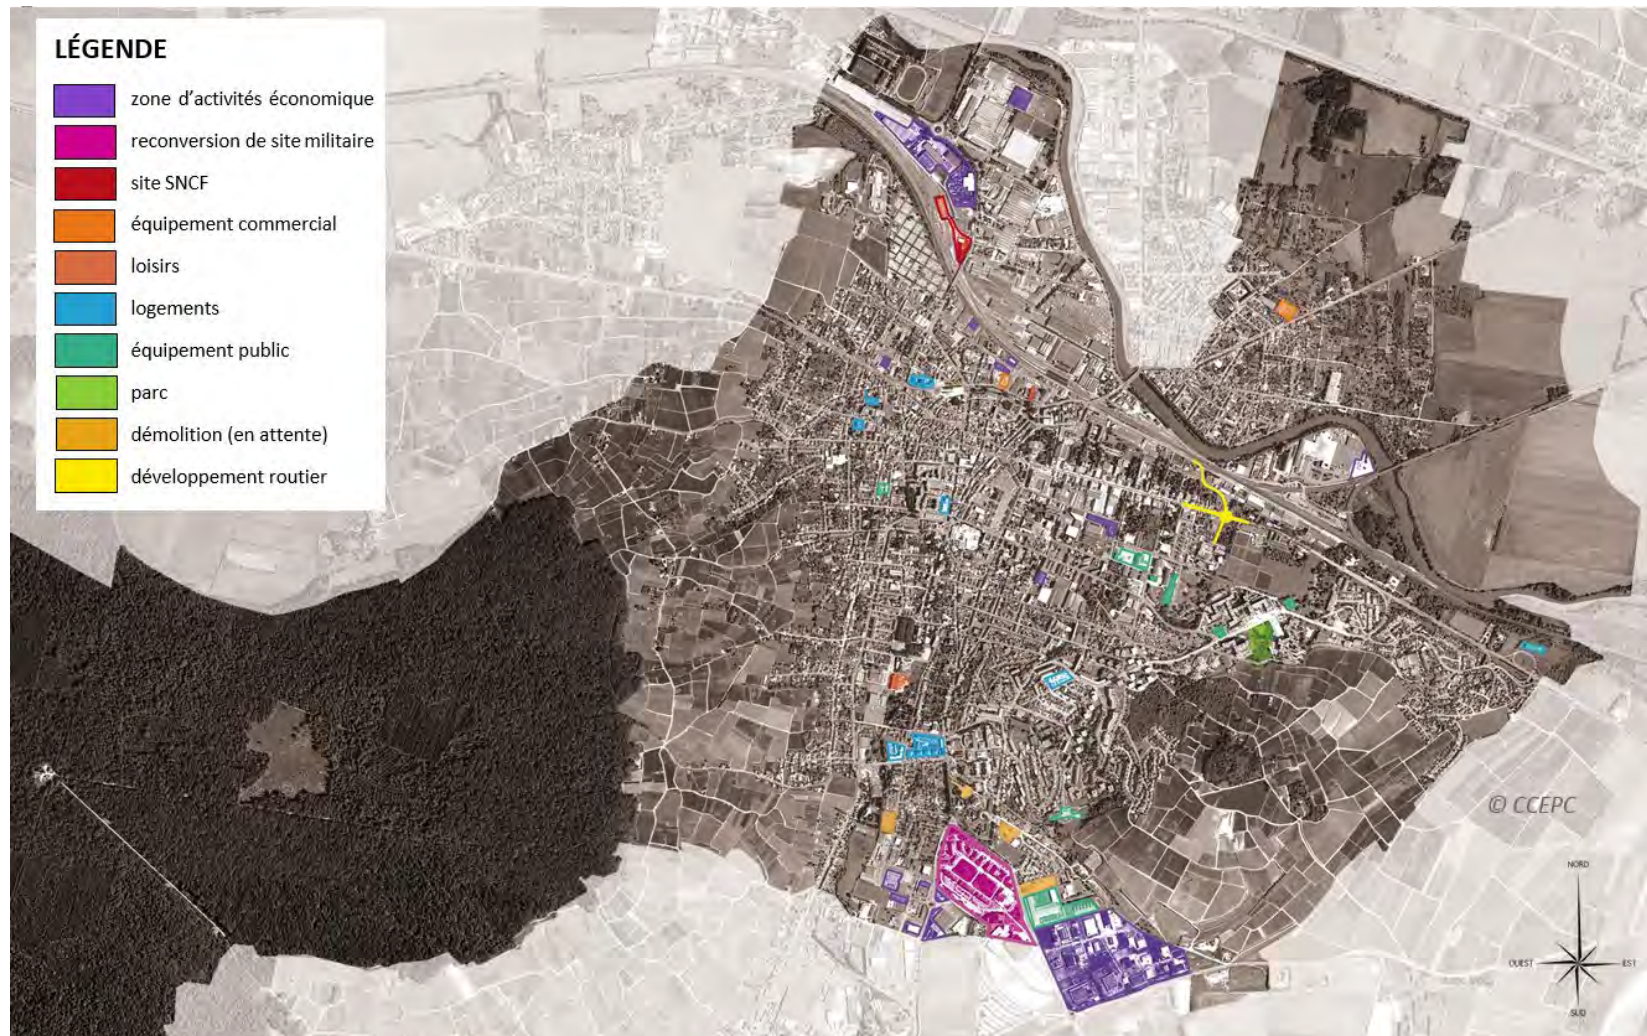 LÉGENDE
zone d'activités économique
reconversion de site militaire
site SNCF
équipement commercial
loisirs
logements
équipement public
parc
démolition (en attente)
développement routier
© CCEPC
NORD
OUEST
EST
SUD